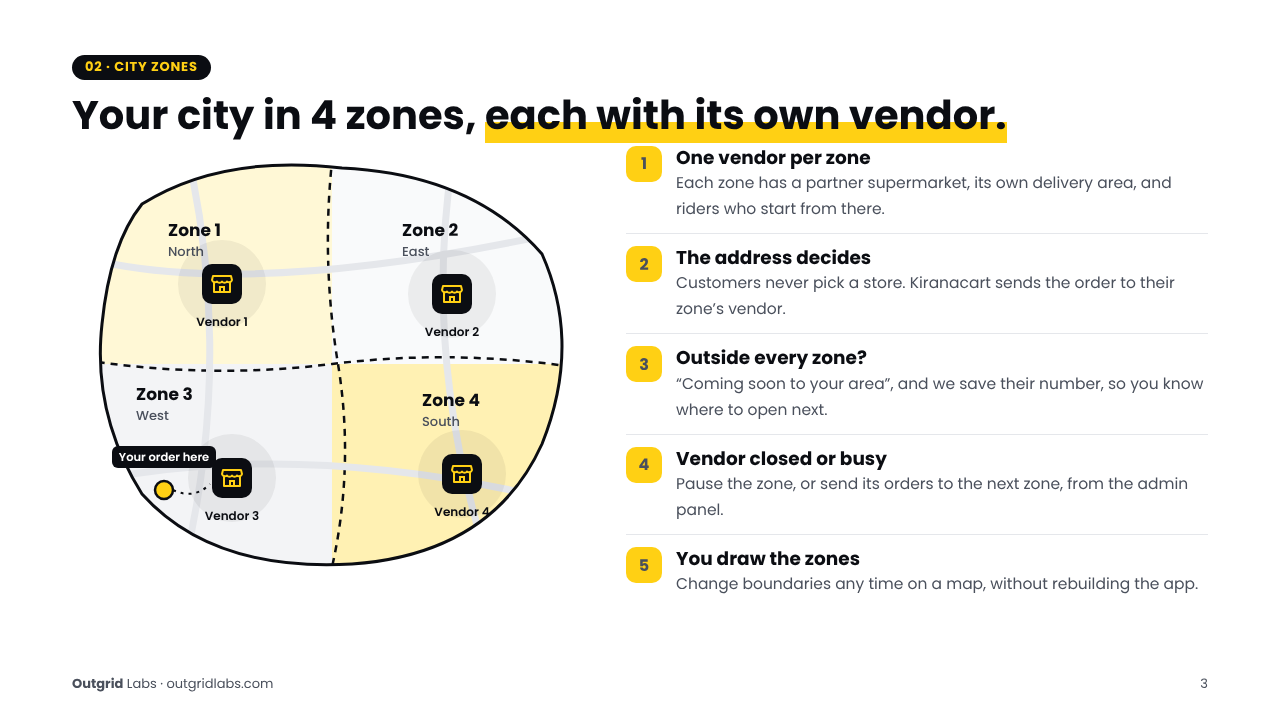 02 · CITY ZONES
Your city in 4 zones, each with its own vendor.
Zone 1
North
Vendor 1
Zone 2
East
Vendor 2
Zone 3
West
Your order here
Vendor 3
Zone 4
South
Vendor 4
1
One vendor per zone
Each zone has a partner supermarket, its own delivery area, and
riders who start from there.
2
The address decides
Customers never pick a store. Kiranacart sends the order to their
zone’s vendor.
3
Outside every zone?
“Coming soon to your area”, and we save their number, so you know
where to open next.
4
Vendor closed or busy
Pause the zone, or send its orders to the next zone, from the admin
panel.
5
You draw the zones
Change boundaries any time on a map, without rebuilding the app.
Outgrid Labs · outgridlabs.com
3